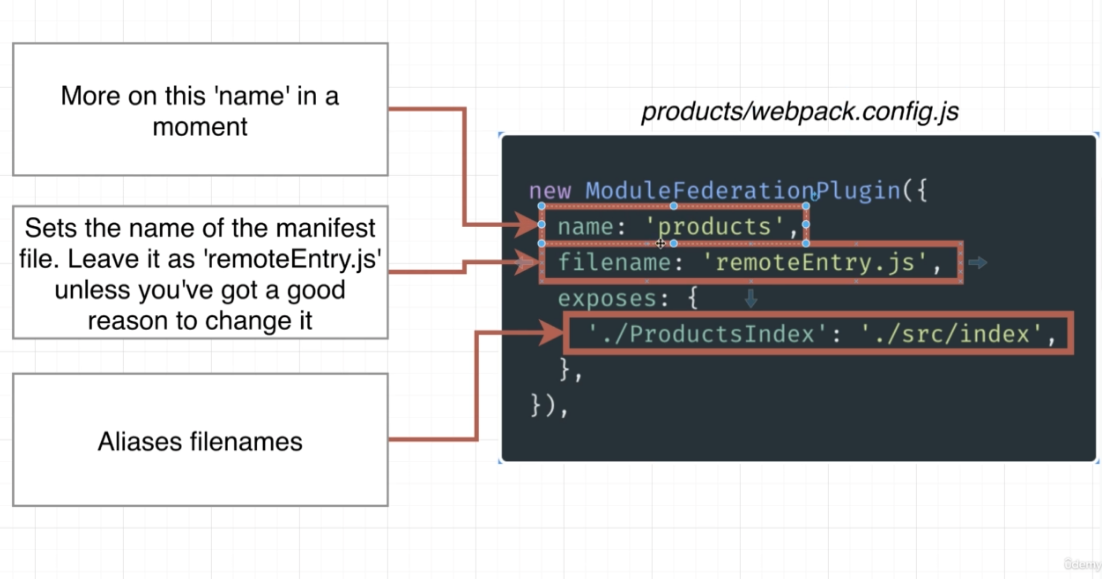 More on this 'name' in a
moment
Sets the name of the manifest
file. Leave it as 'remoteEntry.js'
unless you've got a good
reason to change it
Aliases filenames
products/webpack.config.js
new ModuleFederationPlugin({
name: 'products',
filename: 'remoteEntry.js',
exposes: {
'./ProductsIndex': './src/index',
},
}),
ûdemy